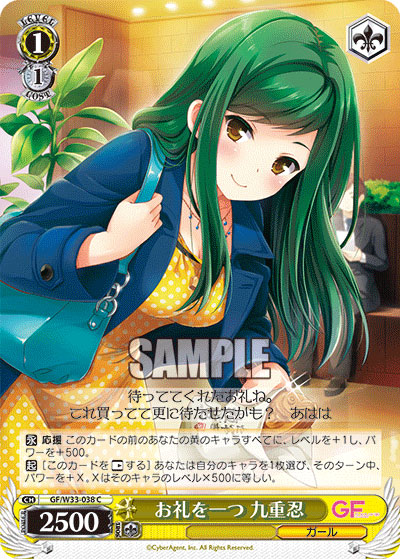 LEVEL
1
1
COST
SAMPLE
待っててくれたお礼ね。
これ買ってて更に待たせたかも? あはは
永 応援 このカードの前のあなたの黄のキャラすべてに、レベルを+1し、パ
ワーを+500。
起 [このカードを レストする] あなたは自分のキャラを1枚選び、そのターン中、
パワーを+X。Xはそのキャラのレベル×500に等しい。
CH GF/W33-038 C
2500
お礼を一つ 九重忍
GF
ガール
©CyberAgent, Inc. All Rights Reserved.